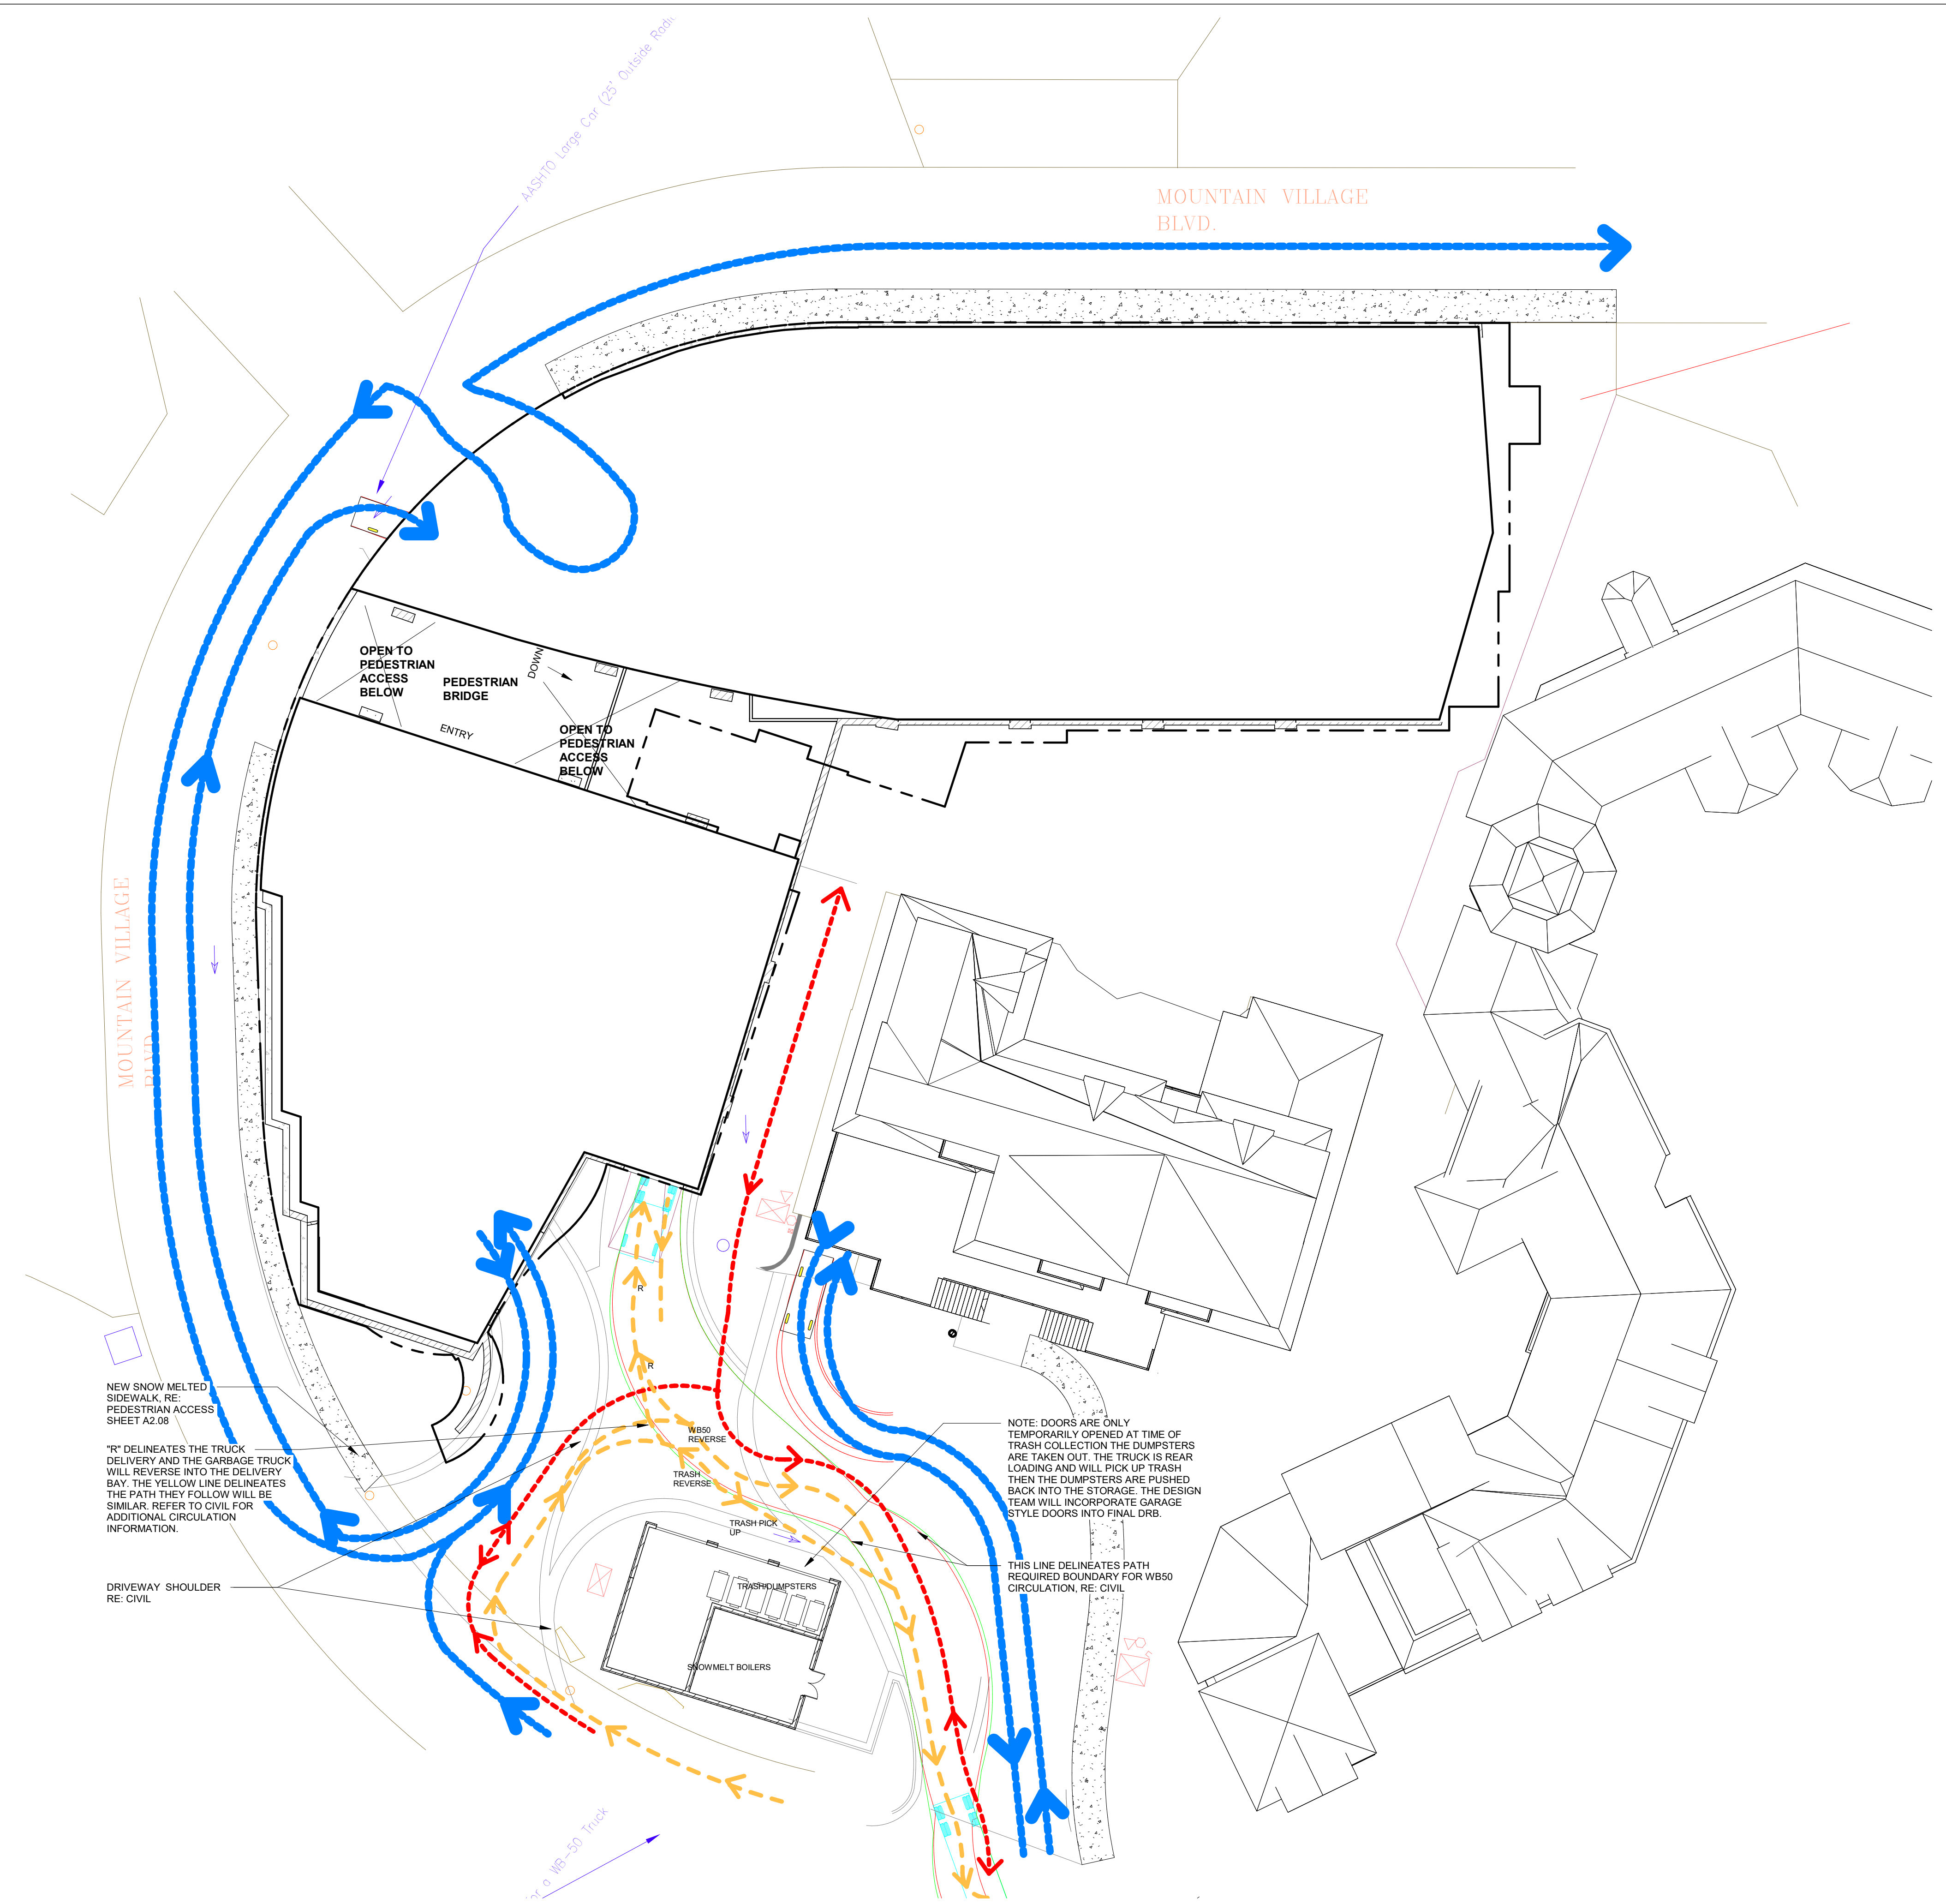 AASHTO Large Car (25' Outside
MOUNTAIN VILLAGE
BLVD.
OPEN TO
PEDESTRIAN
ACCESS
BELOW
PEDESTRIAN
BRIDGE
DOWN
ENTRY
OPEN TO
PEDESTRIAN
ACCESS
BELOW
MOUNTAIN VILLAGE
BLVD.
R
R
WB50
REVERSE
TRASH
REVERSE
TRASH PICK
UP
TRASH/DUMPSTERS
SNOWMELT BOILERS
NEW SNOW MELTED
SIDEWALK, RE:
PEDESTRIAN ACCESS
SHEET A2.08
"R" DELINEATES THE TRUCK
DELIVERY AND THE GARBAGE TRUCK
WILL REVERSE INTO THE DELIVERY
BAY. THE YELLOW LINE DELINEATES
THE PATH THEY FOLLOW WILL BE
SIMILAR. REFER TO CIVIL FOR
ADDITIONAL CIRCULATION
INFORMATION.
DRIVEWAY SHOULDER
RE: CIVIL
NOTE: DOORS ARE ONLY
TEMPORARILY OPENED AT TIME OF
TRASH COLLECTION THE DUMPSTERS
ARE TAKEN OUT. THE TRUCK IS REAR
LOADING AND WILL PICK UP TRASH
THEN THE DUMPSTERS ARE PUSHED
BACK INTO THE STORAGE. THE DESIGN
TEAM WILL INCORPORATE GARAGE
STYLE DOORS INTO FINAL DRB.
THIS LINE DELINEATES PATH
REQUIRED BOUNDARY FOR WB50
CIRCULATION, RE: CIVIL
a WB-50 Truck